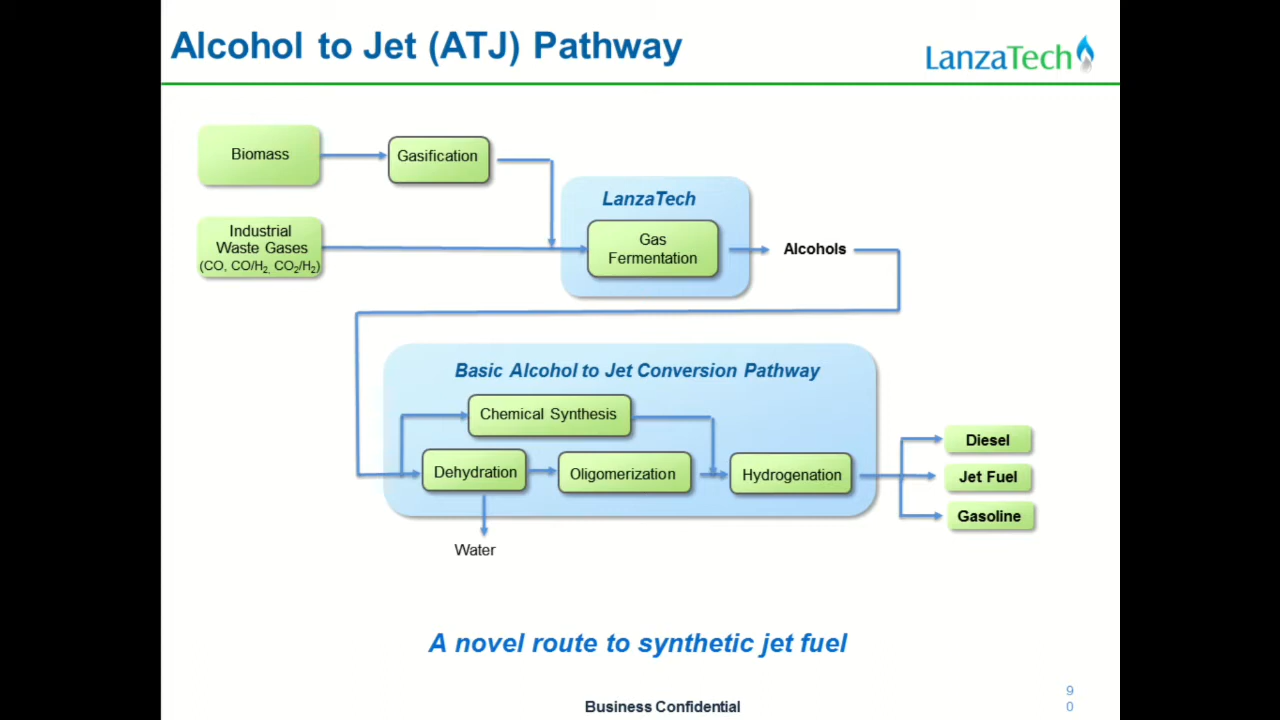 Alcohol to Jet (ATJ) Pathway
LanzaTech
Biomass
Gasification
Industrial
Waste Gases
(CO, CO/H2, CO2/H2)
LanzaTech
Gas
Fermentation
Alcohols
Basic Alcohol to Jet Conversion Pathway
Chemical Synthesis
Dehydration
Oligomerization
Hydrogenation
Diesel
Jet Fuel
Gasoline
Water
A novel route to synthetic jet fuel
Business Confidential
9
0